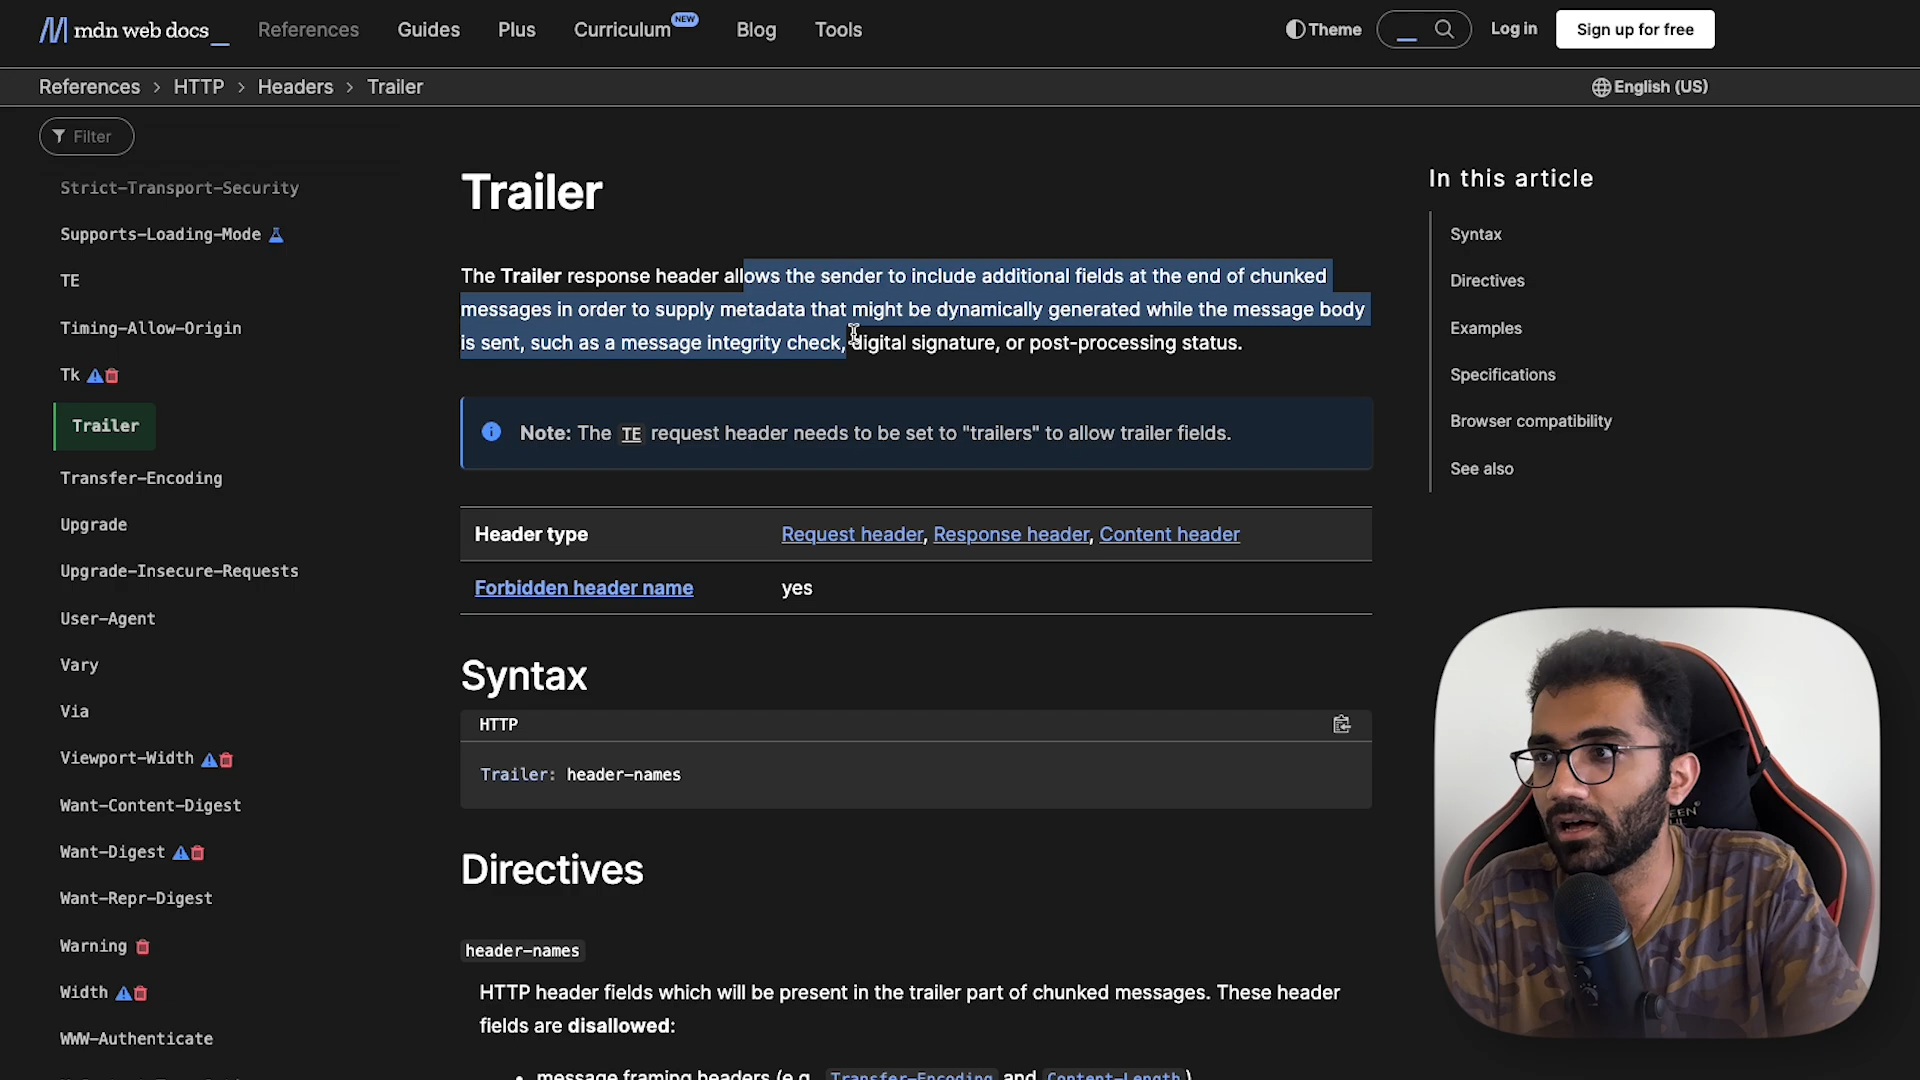 mdn web docs_
References
Guides
Plus
Curriculum NEW
Blog
Tools
Theme
Log in
Sign up for free
References > HTTP > Headers > Trailer
English (US)
Filter
Strict-Transport-Security
Supports-Loading-Mode
TE
Timing-Allow-Origin
Tk
Trailer
Transfer-Encoding
Upgrade
Upgrade-Insecure-Requests
User-Agent
Vary
Via
Viewport-Width
Want-Content-Digest
Want-Digest
Want-Repr-Digest
Warning
Width
WWW-Authenticate
Trailer
The Trailer response header allows the sender to include additional fields at the end of chunked
messages in order to supply metadata that might be dynamically generated while the message body
is sent, such as a message integrity check, digital signature, or post-processing status.
Note: The TE request header needs to be set to "trailers" to allow trailer fields.
Header type Request header, Response header, Content header
Forbidden header name yes
Syntax
HTTP
Trailer: header-names
Directives
header-names
HTTP header fields which will be present in the trailer part of chunked messages. These header
fields are disallowed:
• message framing headers (e.g., Transfer-Encoding and Content-Length)
In this article
Syntax
Directives
Examples
Specifications
Browser compatibility
See also